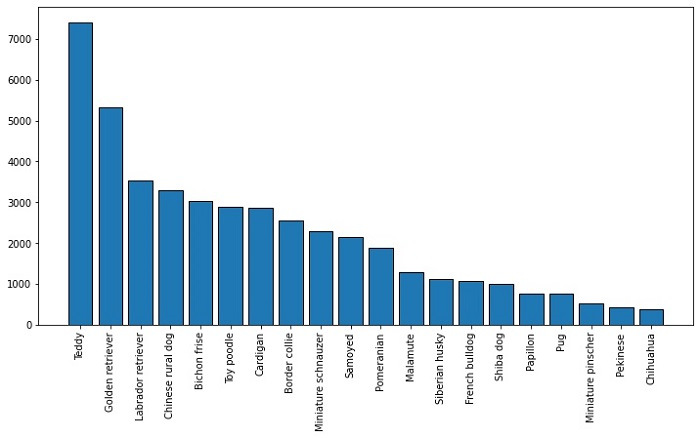 7000
6000
5000
4000
3000
2000
1000
0
Teddy
Golden retriever
Labrador retriever
Chinese rural dog
Bichon frise
Toy poodle
Cardigan
Border collie
Miniature schnauzer
Samoyed
Pomeranian
Malamute
Siberian husky
French bulldog
Shiba dog
Papillon
Pug
Miniature pinscher
Pekinese
Chihuahua